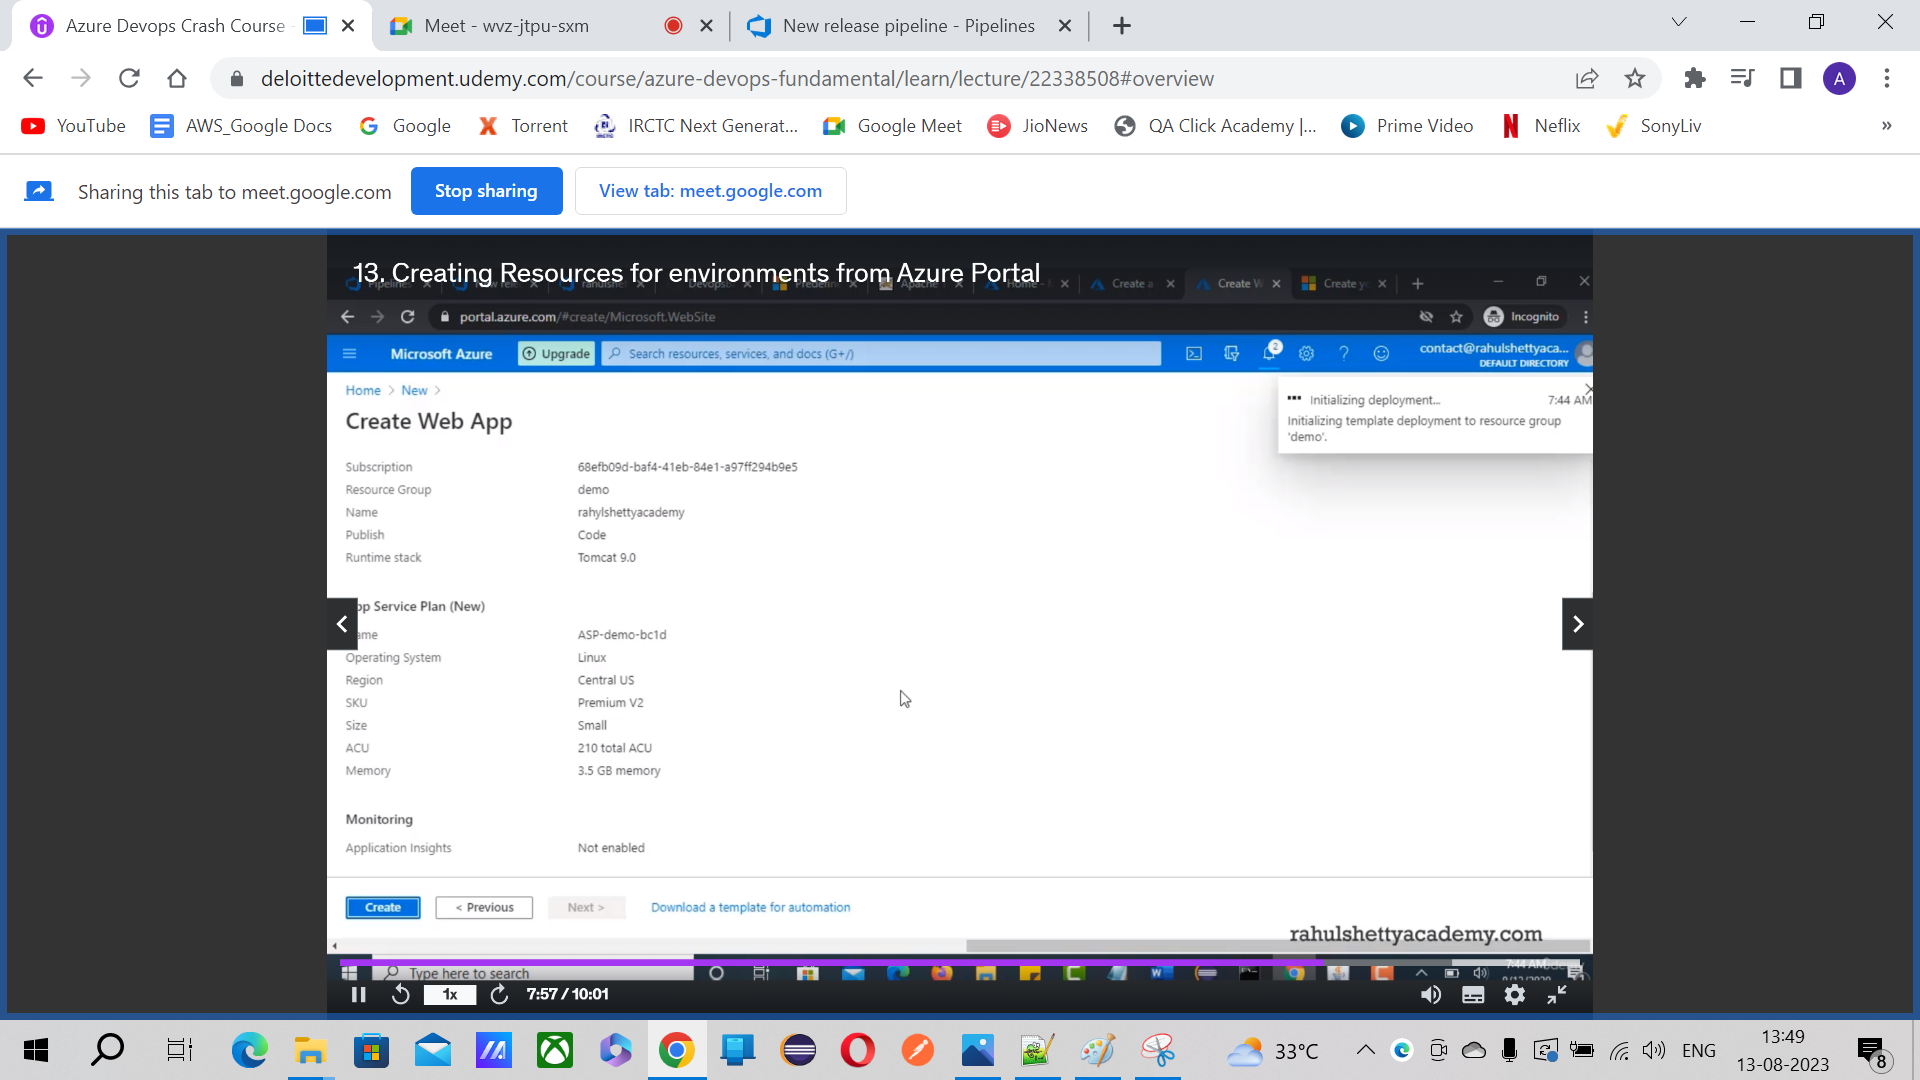 Azure Devops Crash Course
Meet - wvz-jtpu-sxm
New release pipeline - Pipelines
deloittedevelopment.udemy.com/course/azure-devops-fundamental/learn/lecture/22338508#overview
A
YouTube
AWS_Google Docs
Google
Torrent
IRCTC Next Generat...
Google Meet
JioNews
QA Click Academy |...
Prime Video
Neflix
SonyLiv
»
Sharing this tab to meet.google.com
Stop sharing
View tab: meet.google.com
13. Creating Resources for environments from Azure Portal
Create a
Create W
Create yo
portal.azure.com/#create/Microsoft.WebSite
Incognito
Microsoft Azure
Upgrade
Search resources, services, and docs (G+/)
2
contact@rahulshettyaca...
DEFAULT DIRECTORY
Home > New >
Initializing deployment...
7:44 AM
Initializing template deployment to resource group
'demo'.
Create Web App
Subscription 68efb09d-baf4-41eb-84e1-a97ff294b9e5
Resource Group demo
Name rahylshettyacademy
Publish Code
Runtime stack Tomcat 9.0
pp Service Plan (New)
ame ASP-demo-bc1d
Operating System Linux
Region Central US
SKU Premium V2
Size Small
ACU 210 total ACU
Memory 3.5 GB memory
Monitoring
Application Insights Not enabled
Create
< Previous
Next >
Download a template for automation
rahulshettyacademy.com
Type here to search
7:44 AM
1x
7:57 / 10:01
33°C
ENG
13:49
13-08-2023
8